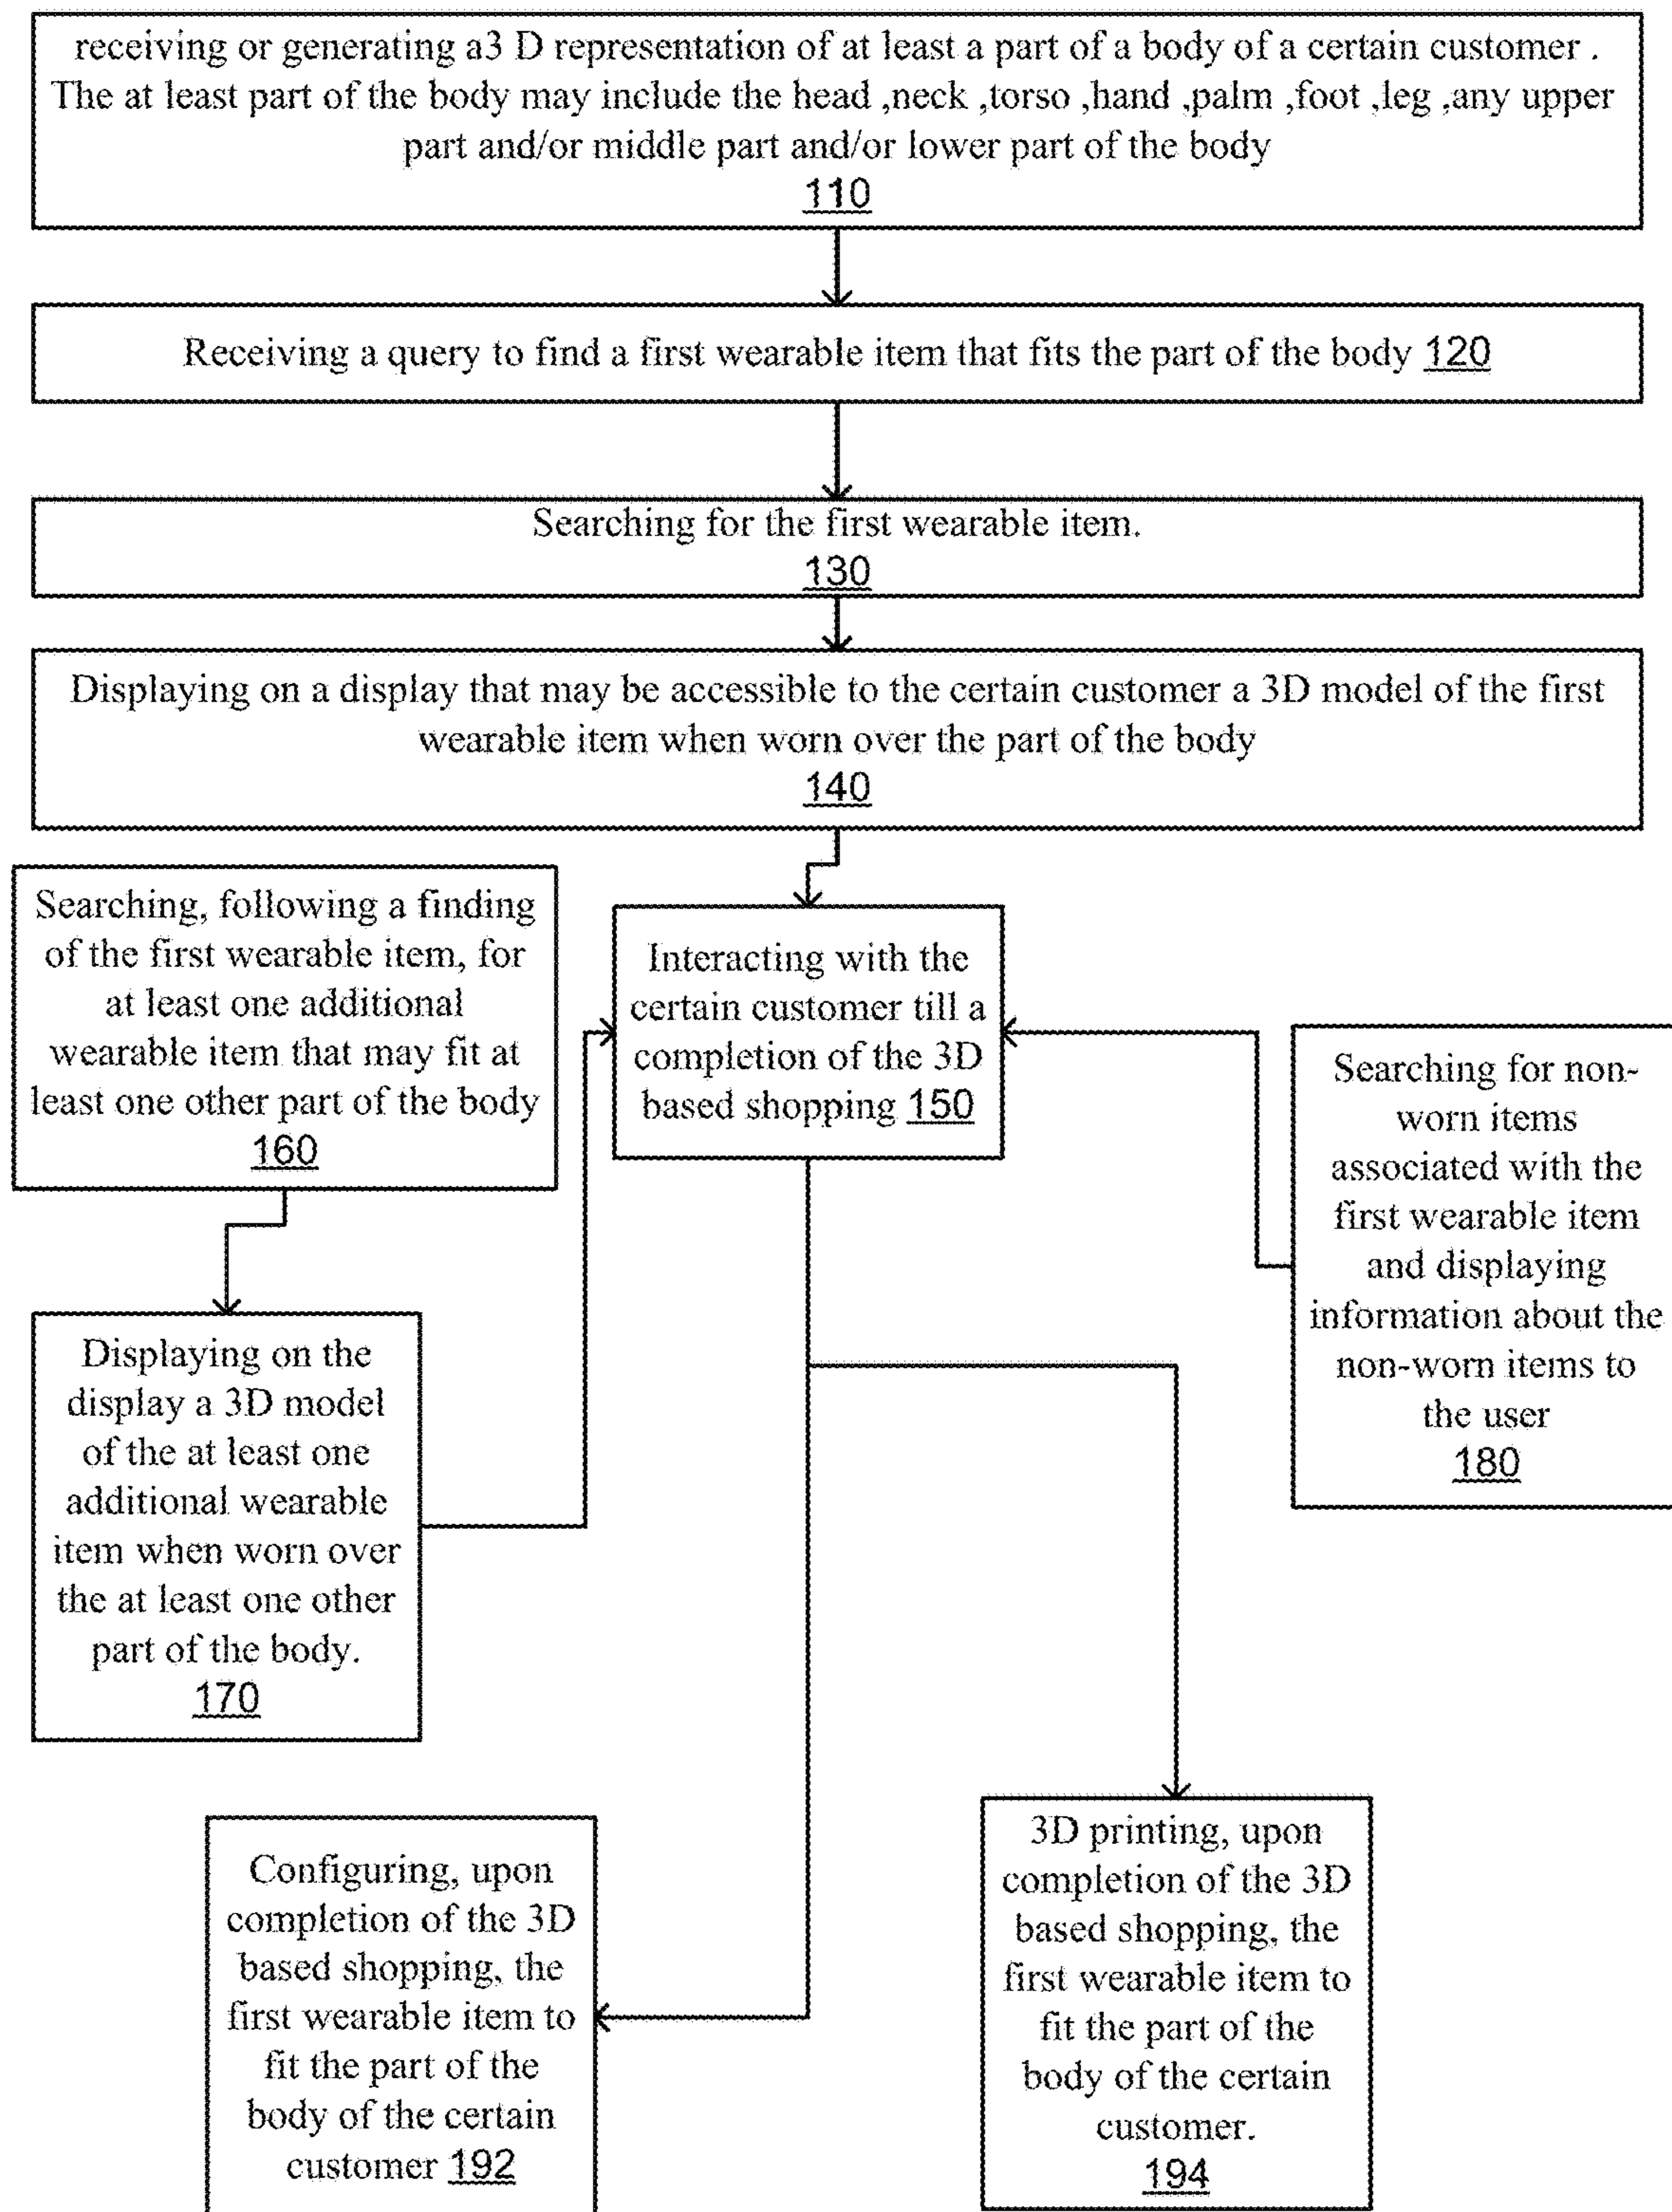 receiving or generating a3 D representation of at least a part of a body of a certain customer .
The at least part of the body may include the head ,neck ,torso ,hand ,palm ,foot ,leg ,any upper
part and/or middle part and/or lower part of the body
110
Receiving a query to find a first wearable item that fits the part of the body 120
Searching for the first wearable item.
130
Displaying on a display that may be accessible to the certain customer a 3D model of the first
wearable item when worn over the part of the body
140
Searching, following a finding
of the first wearable item, for
at least one additional
wearable item that may fit at
least one other part of the body
160
Interacting with the
certain customer till a
completion of the 3D
based shopping 150
Searching for non-
worn items
associated with the
first wearable item
and displaying
information about the
non-worn items to
the user
180
Displaying on the
display a 3D model
of the at least one
additional wearable
item when worn over
the at least one other
part of the body.
170
Configuring, upon
completion of the 3D
based shopping, the
first wearable item to
fit the part of the
body of the certain
customer 192
3D printing, upon
completion of the 3D
based shopping, the
first wearable item to
fit the part of the
body of the certain
customer.
194